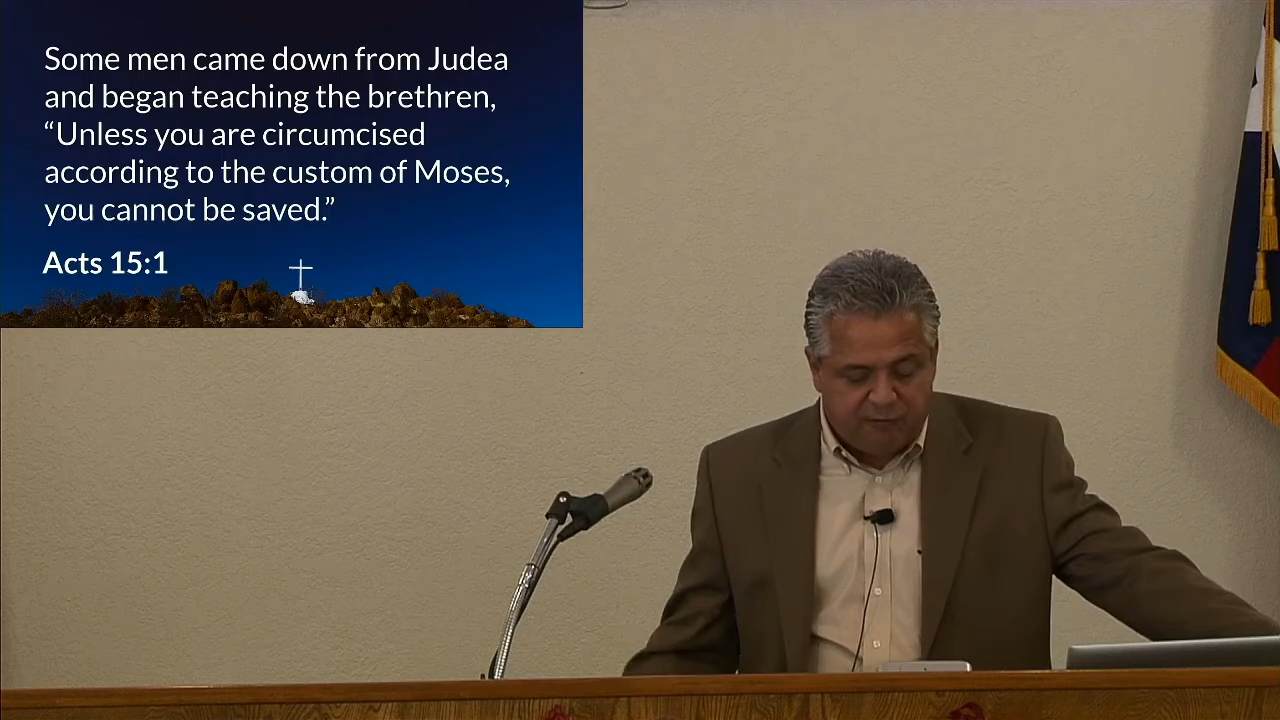 Some men came down from Judea
and began teaching the brethren,
“Unless you are circumcised
according to the custom of Moses,
you cannot be saved.”
Acts 15:1